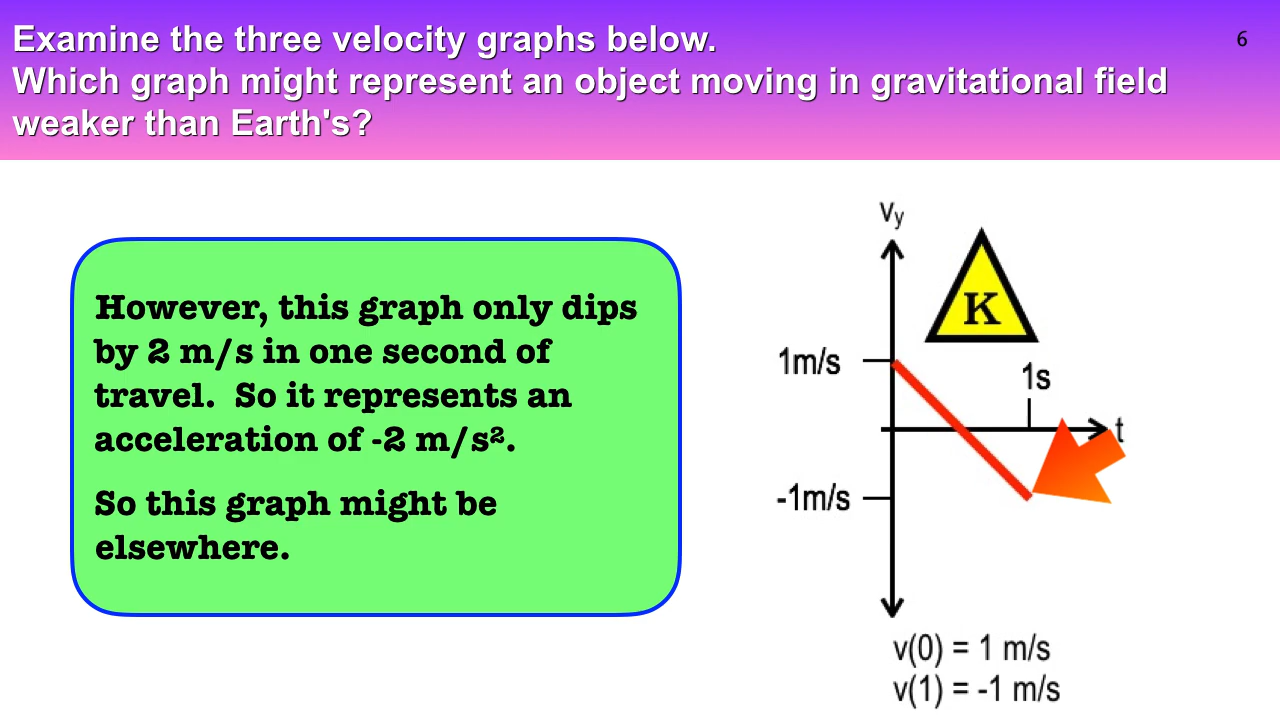 Examine the three velocity graphs below.
6
Which graph might represent an object moving in gravitational field
weaker than Earth's?
However, this graph only dips
by 2 m/s in one second of
travel.  So it represents an
acceleration of -2 m/s².
So this graph might be
elsewhere.
vy
K
1m/s
1s
t
-1m/s
v(0) = 1 m/s
v(1) = -1 m/s